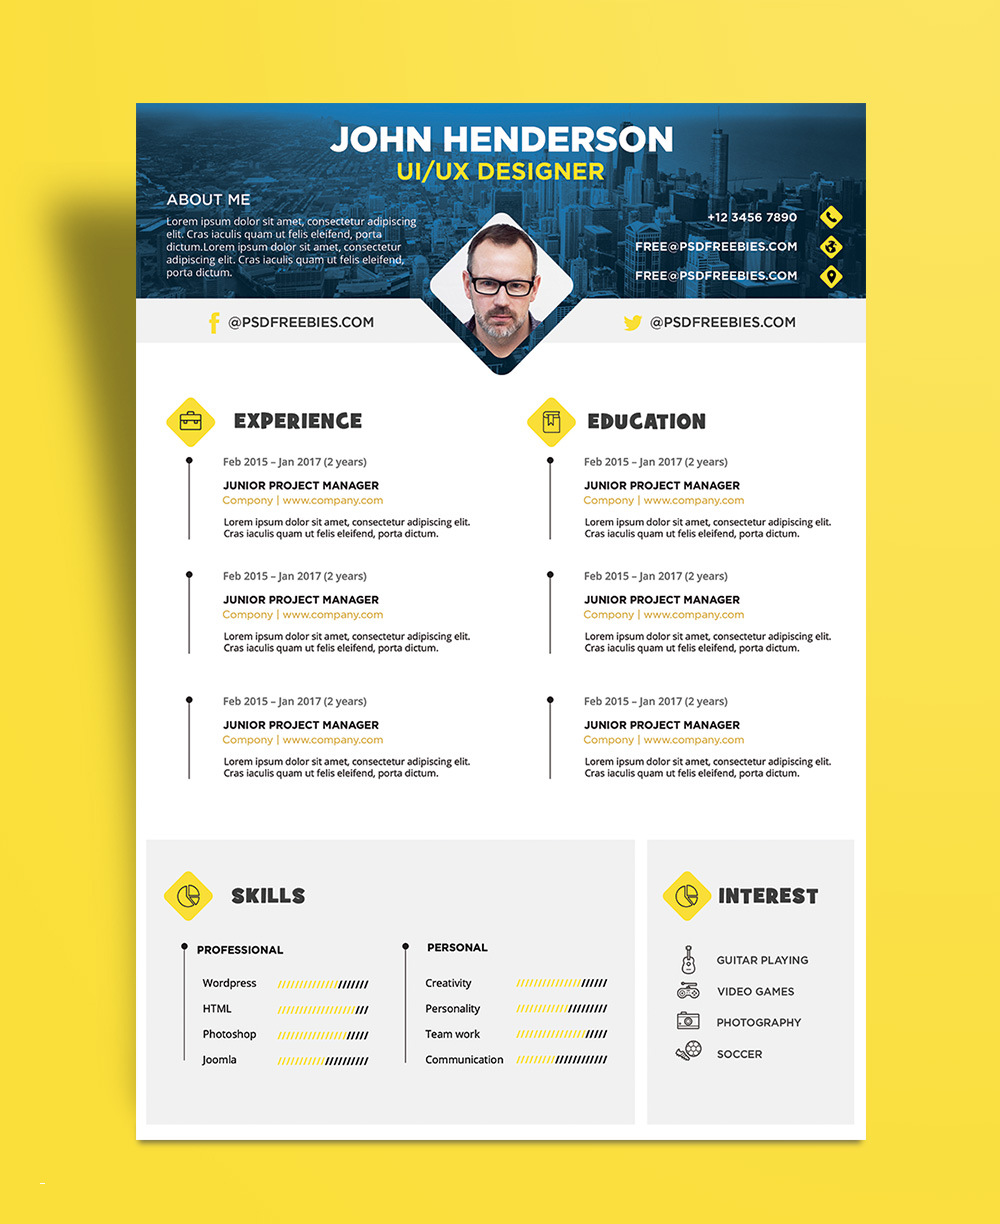 JOHN HENDERSON
UI/UX DESIGNER
ABOUT ME
Lorem ipsum dolor sit amet, consectetur adipiscing
elit. Cras iaculis quam ut felis eleifend, porta
dictum.Lorem ipsum dolor sit amet, consectetur
adipiscing elit. Cras iaculis quam ut felis eleifend,
porta dictum.
+12 3456 7890
FREE@PSDFREEBIES.COM
FREE@PSDFREEBIES.COM
@PSDFREEBIES.COM
@PSDFREEBIES.COM
EXPERIENCE
Feb 2015 – Jan 2017 (2 years)
JUNIOR PROJECT MANAGER
Compony | www.company.com
Lorem ipsum dolor sit amet, consectetur adipiscing elit.
Cras iaculis quam ut felis eleifend, porta dictum.
Feb 2015 – Jan 2017 (2 years)
JUNIOR PROJECT MANAGER
Compony | www.company.com
Lorem ipsum dolor sit amet, consectetur adipiscing elit.
Cras iaculis quam ut felis eleifend, porta dictum.
Feb 2015 – Jan 2017 (2 years)
JUNIOR PROJECT MANAGER
Compony | www.company.com
Lorem ipsum dolor sit amet, consectetur adipiscing elit.
Cras iaculis quam ut felis eleifend, porta dictum.
EDUCATION
Feb 2015 – Jan 2017 (2 years)
JUNIOR PROJECT MANAGER
Compony | www.company.com
Lorem ipsum dolor sit amet, consectetur adipiscing elit.
Cras iaculis quam ut felis eleifend, porta dictum.
Feb 2015 – Jan 2017 (2 years)
JUNIOR PROJECT MANAGER
Compony | www.company.com
Lorem ipsum dolor sit amet, consectetur adipiscing elit.
Cras iaculis quam ut felis eleifend, porta dictum.
Feb 2015 – Jan 2017 (2 years)
JUNIOR PROJECT MANAGER
Compony | www.company.com
Lorem ipsum dolor sit amet, consectetur adipiscing elit.
Cras iaculis quam ut felis eleifend, porta dictum.
SKILLS
PROFESSIONAL
Wordpress
HTML
Photoshop
Joomla
PERSONAL
Creativity
Personality
Team work
Communication
INTEREST
GUITAR PLAYING
VIDEO GAMES
PHOTOGRAPHY
SOCCER